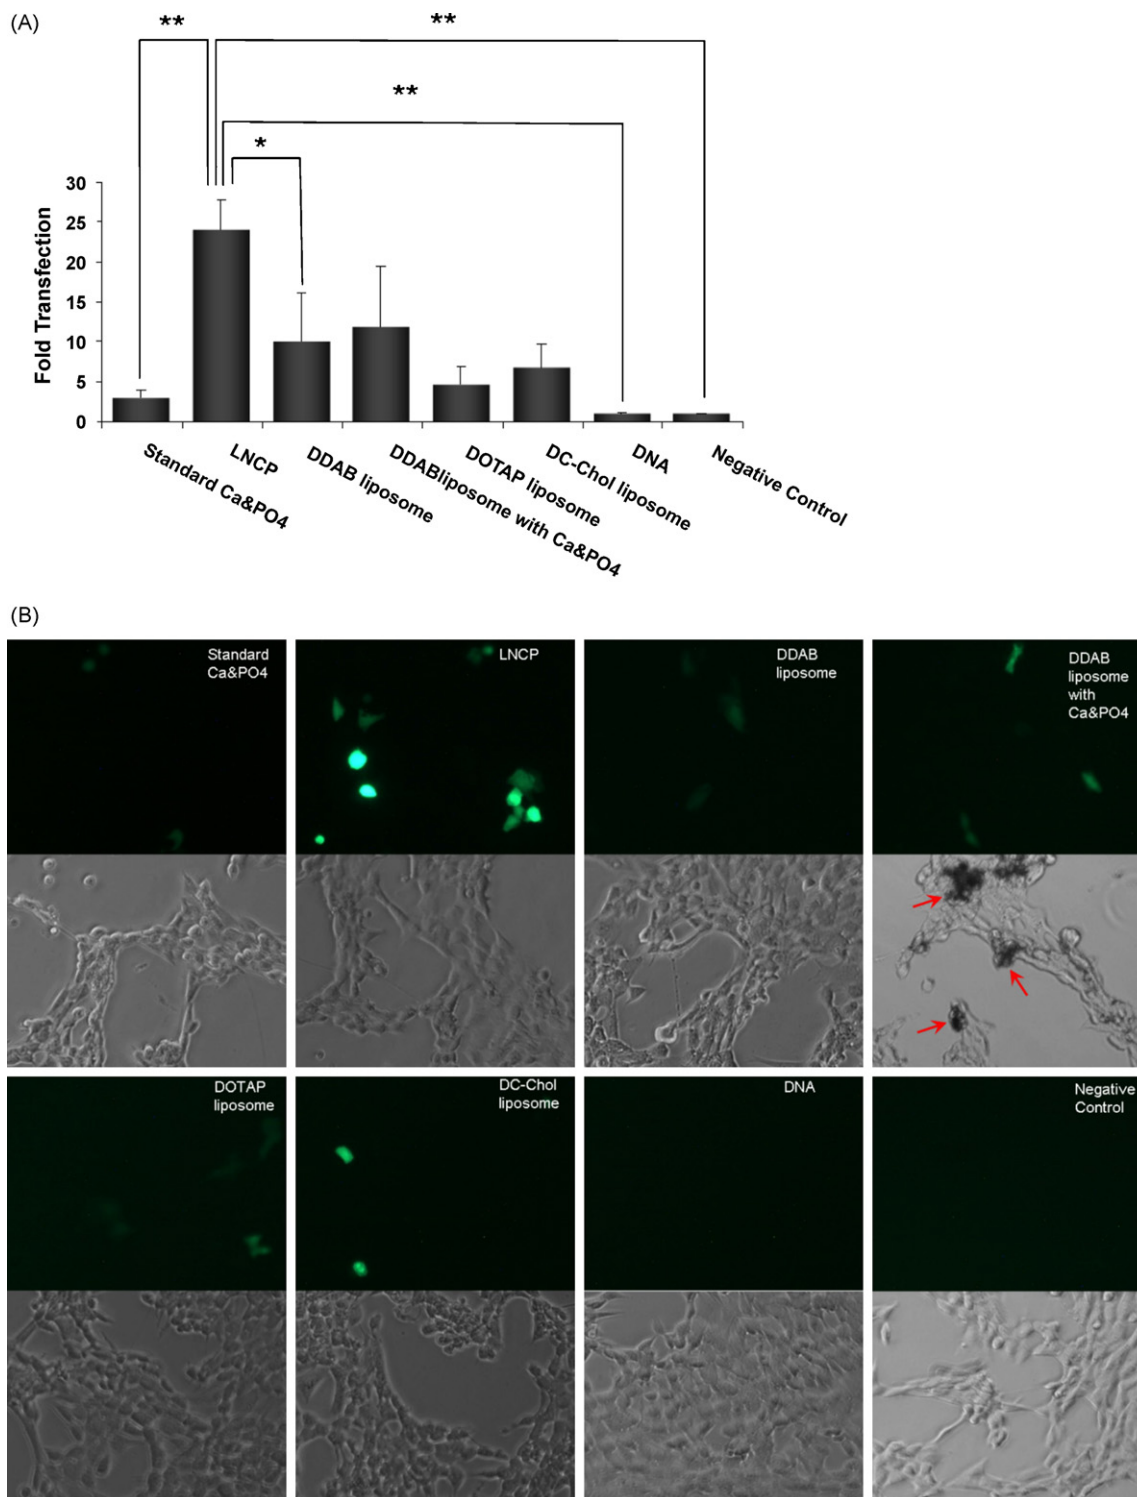 (A)
**
**
**
*
Fold Transfection
30
25
20
15
10
5
0
Standard Ca&PO4
LNCP
DDAB liposome
DDABliposome with Ca&PO4
DOTAP liposome
DC-Chol liposome
DNA
Negative Control
(B)
Standard
Ca&PO4
LNCP
DDAB
liposome
DDAB
liposome
with
Ca&PO4
DOTAP
liposome
DC-Chol
liposome
DNA
Negative
Control